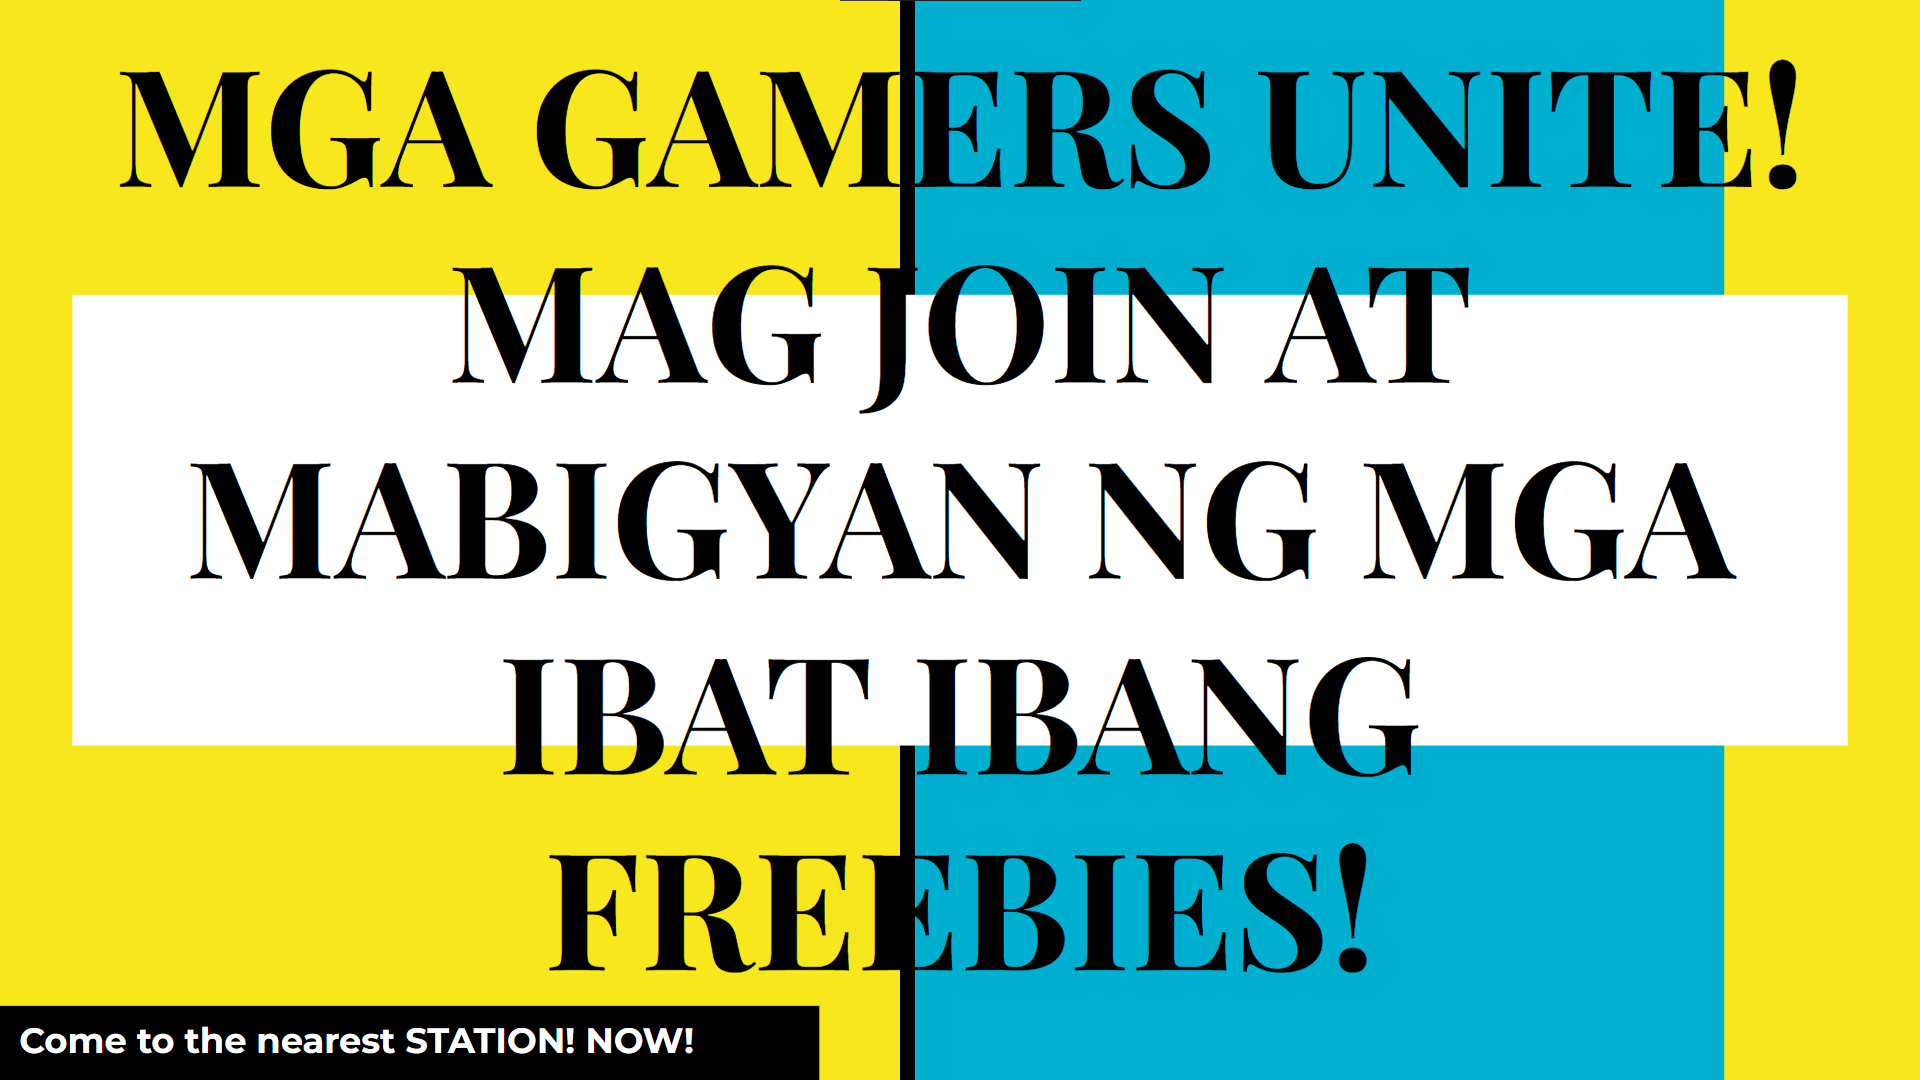 MGA GAMERS UNITE!
MAG JOIN AT
MABIGYAN NG MGA
IBAT IBANG
FREEBIES!
Come to the nearest STATION! NOW!